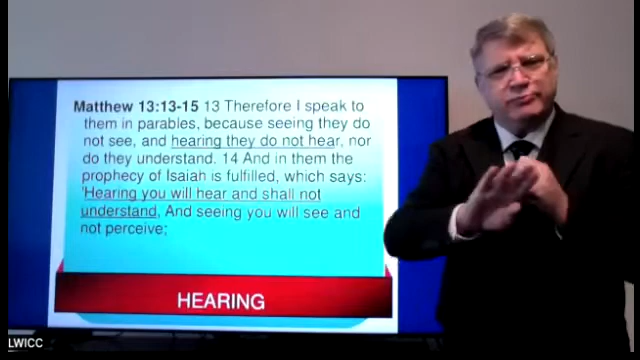 Matthew 13:13-15 13 Therefore I speak to
them in parables, because seeing they do
not see, and hearing they do not hear, nor
do they understand. 14 And in them the
prophecy of Isaiah is fulfilled, which says:
'Hearing you will hear and shall not
understand, And seeing you will see and
not perceive;
HEARING
LWICC